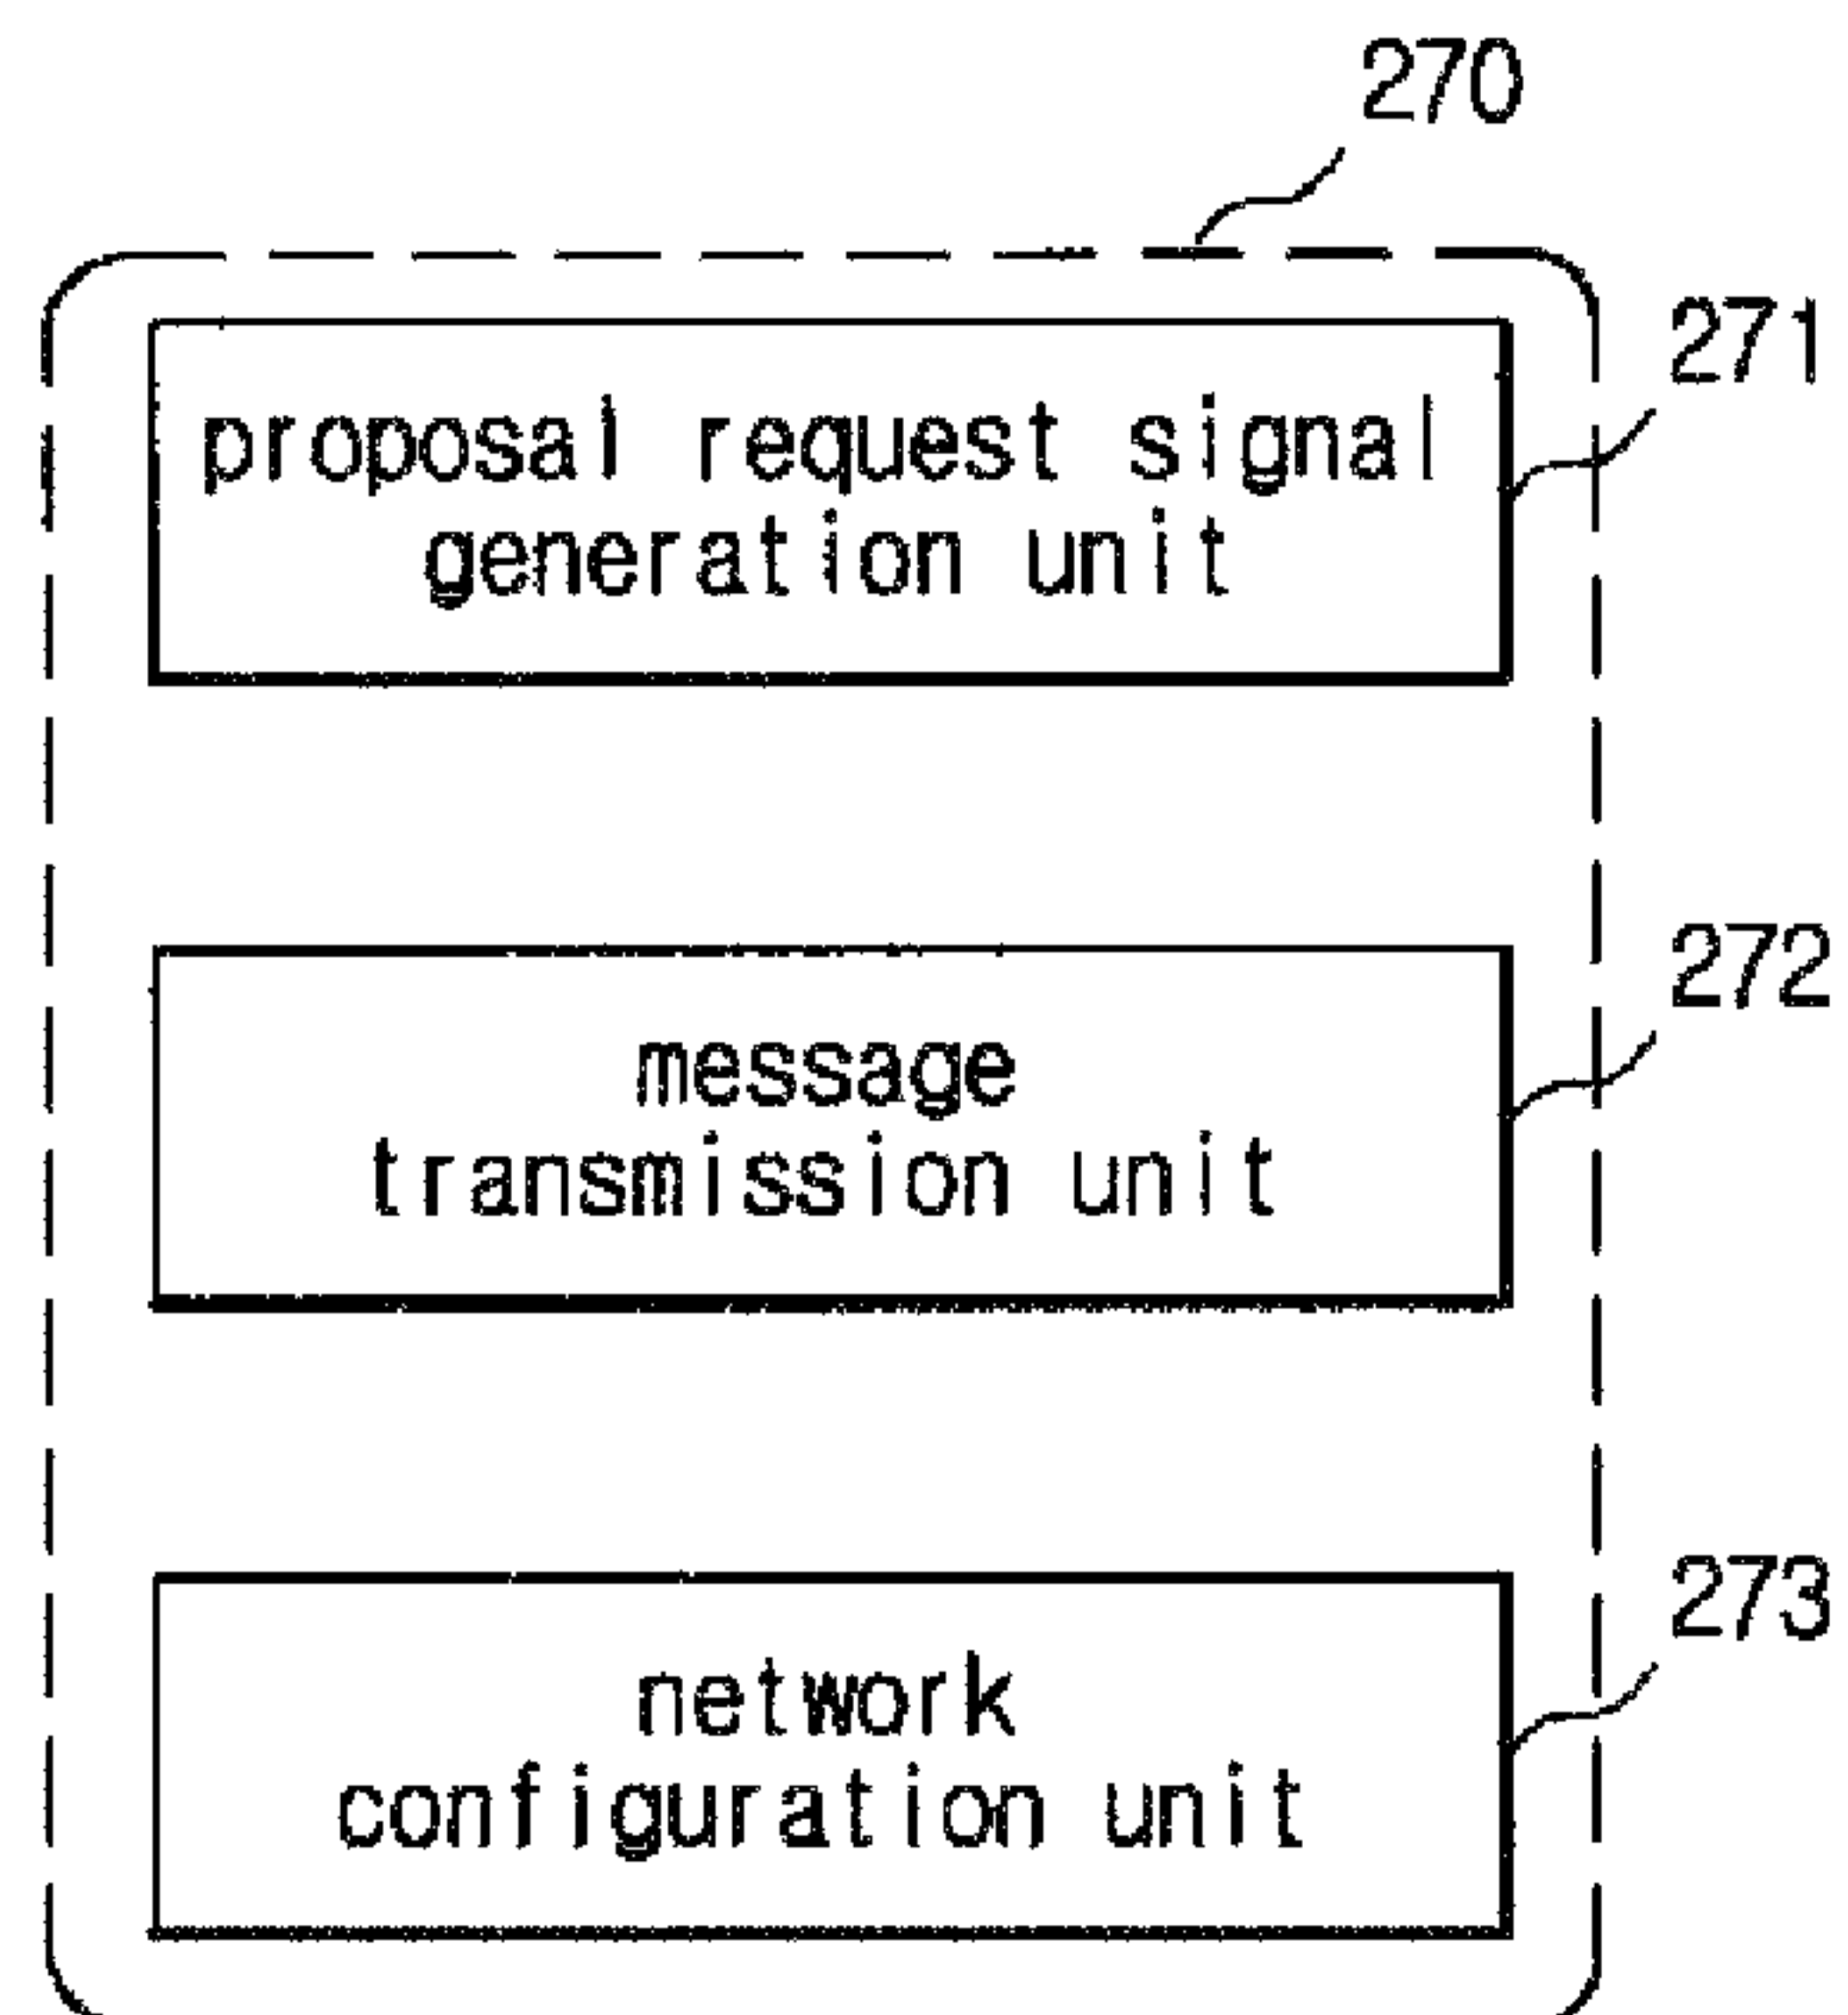 270
271
proposal request signal
generation unit
272
message
transmission unit
273
network
configuration unit